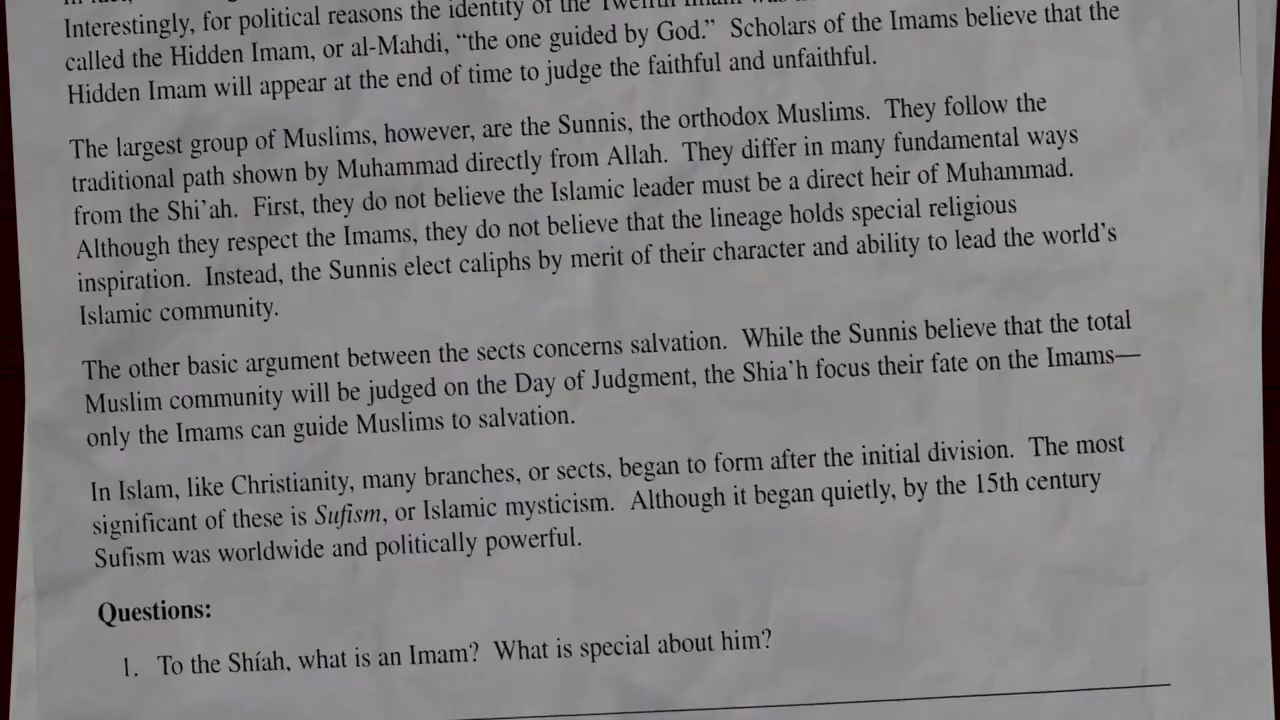 Interestingly, for political reasons the identity of the
called the Hidden Imam, or al-Mahdi, “the one guided by God.” Scholars of the Imams believe that the
Hidden Imam will appear at the end of time to judge the faithful and unfaithful.
The largest group of Muslims, however, are the Sunnis, the orthodox Muslims. They follow the
traditional path shown by Muhammad directly from Allah. They differ in many fundamental ways
from the Shi’ah. First, they do not believe the Islamic leader must be a direct heir of Muhammad.
Although they respect the Imams, they do not believe that the lineage holds special religious
inspiration. Instead, the Sunnis elect caliphs by merit of their character and ability to lead the world’s
Islamic community.
The other basic argument between the sects concerns salvation. While the Sunnis believe that the total
Muslim community will be judged on the Day of Judgment, the Shia’h focus their fate on the Imams—
only the Imams can guide Muslims to salvation.
In Islam, like Christianity, many branches, or sects, began to form after the initial division. The most
significant of these is Sufism, or Islamic mysticism. Although it began quietly, by the 15th century
Sufism was worldwide and politically powerful.
Questions:
1. To the Shíah, what is an Imam? What is special about him?